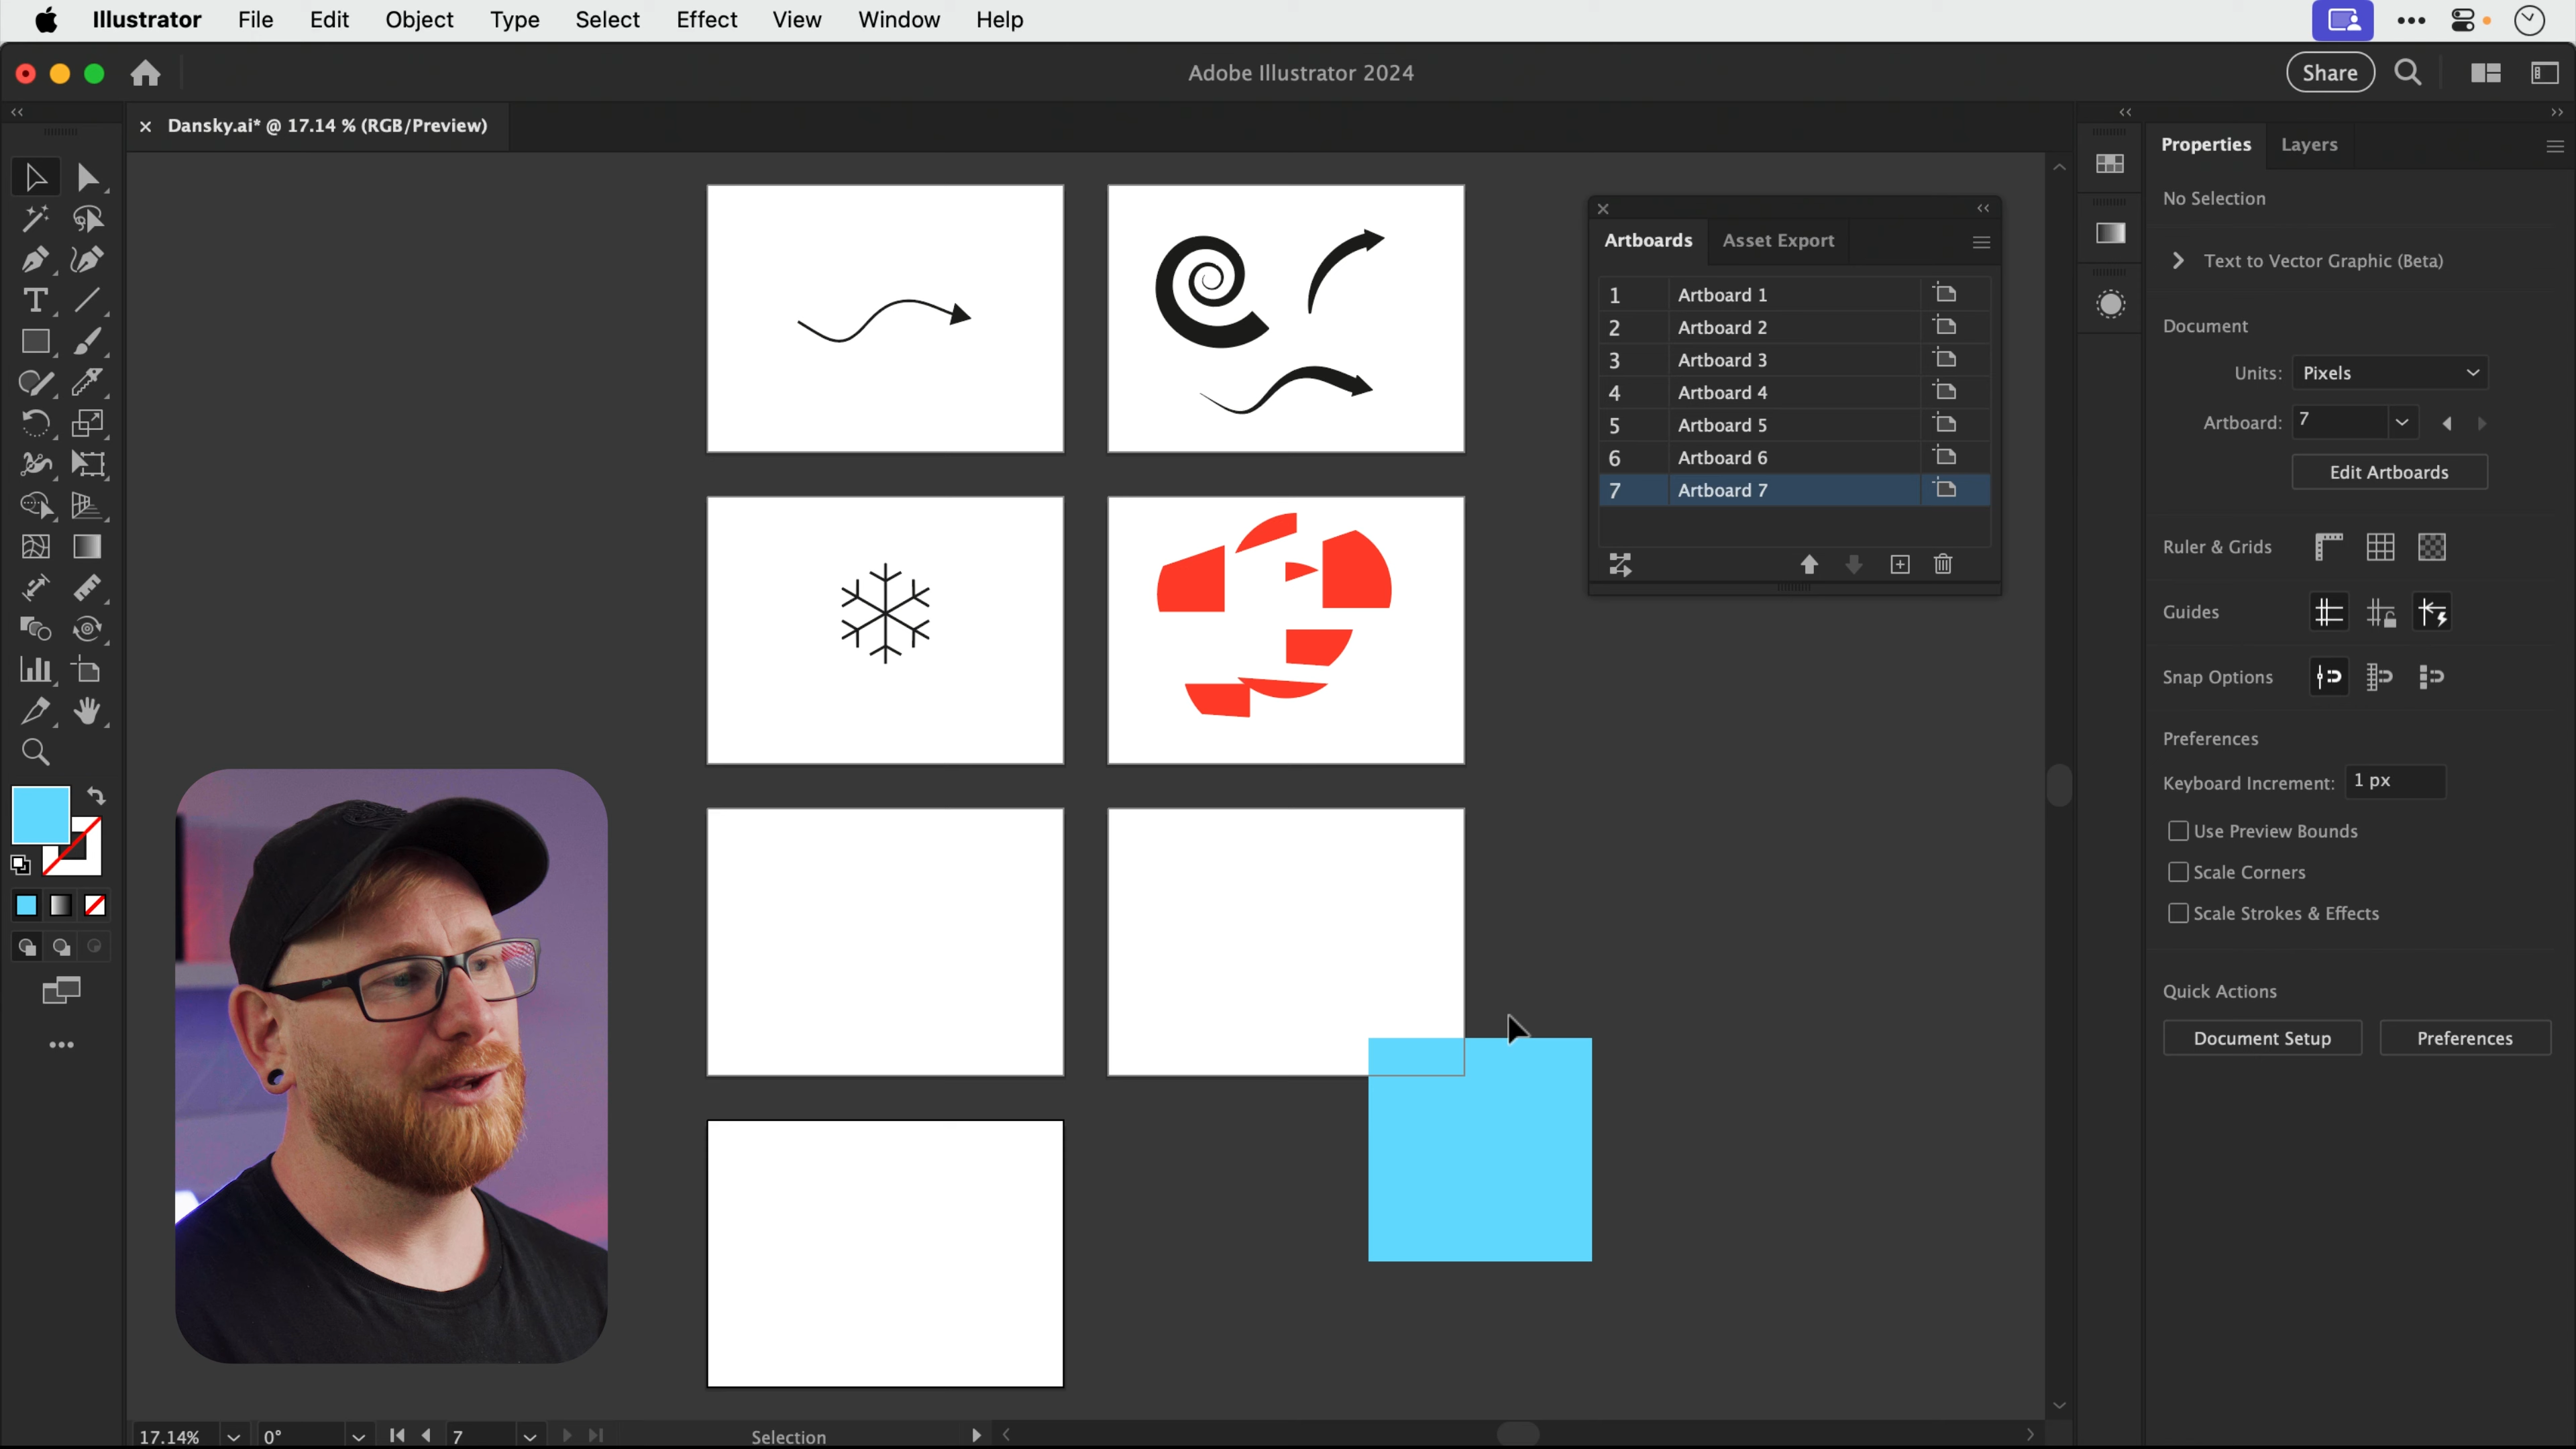 Illustrator File Edit Object Type Select Effect View Window Help
Adobe Illustrator 2024
Share
Dansky.ai* @ 17.14 % (RGB/Preview)
Artboards Asset Export
1 Artboard 1
2 Artboard 2
3 Artboard 3
4 Artboard 4
5 Artboard 5
6 Artboard 6
7 Artboard 7
Properties Layers
No Selection
Text to Vector Graphic (Beta)
Document
Units: Pixels
Artboard: 7
Edit Artboards
Ruler & Grids
Guides
Snap Options
Preferences
Keyboard Increment: 1 px
Use Preview Bounds
Scale Corners
Scale Strokes & Effects
Quick Actions
Document Setup Preferences
17.14% 0° 7 Selection